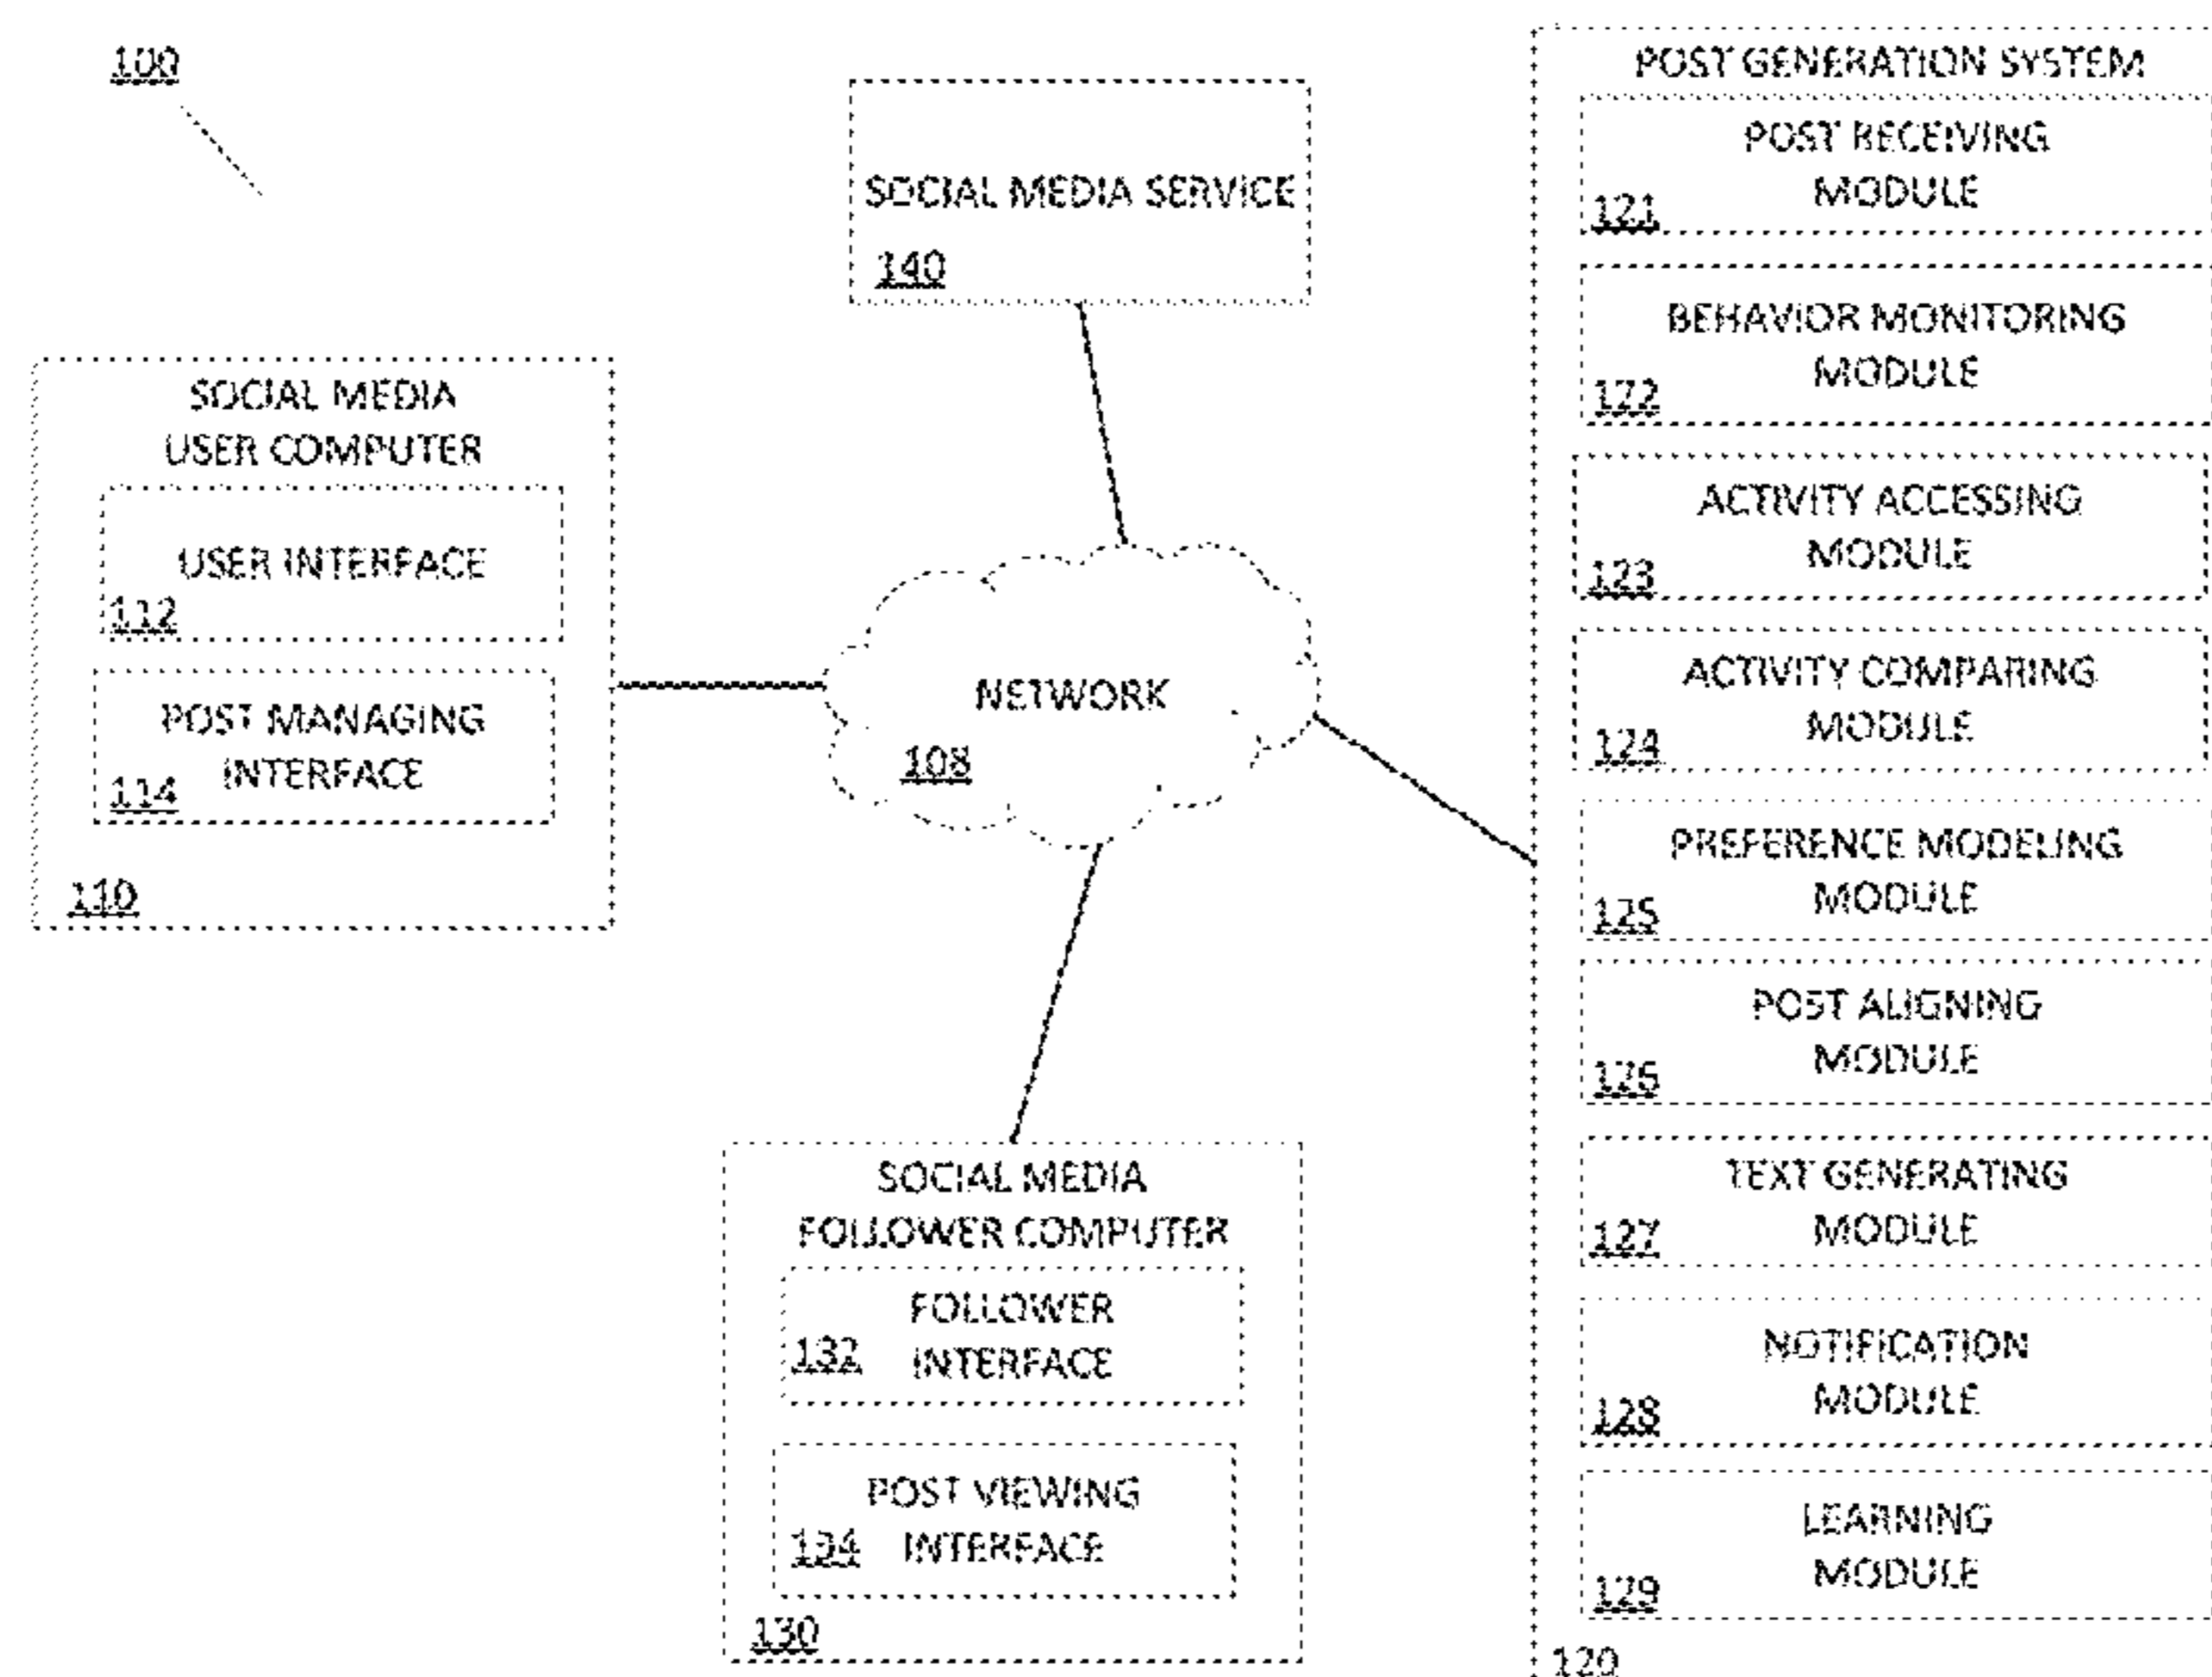 100
SOCIAL MEDIA SERVICE
140
SOCIAL MEDIA
USER COMPUTER
USER INTERFACE
112
POST MANAGING
INTERFACE
114
110
NETWORK
108
SOCIAL MEDIA
FOLLOWER COMPUTER
FOLLOWER
INTERFACE
132
POST VIEWING
INTERFACE
134
130
POST GENERATION SYSTEM
POST RECEIVING
MODULE
121
BEHAVIOR MONITORING
MODULE
122
ACTIVITY ACCESSING
MODULE
123
ACTIVITY COMPARING
MODULE
124
PREFERENCE MODELING
MODULE
125
POST ALIGNING
MODULE
126
TEXT GENERATING
MODULE
127
NOTIFICATION
MODULE
128
LEARNING
MODULE
129
120